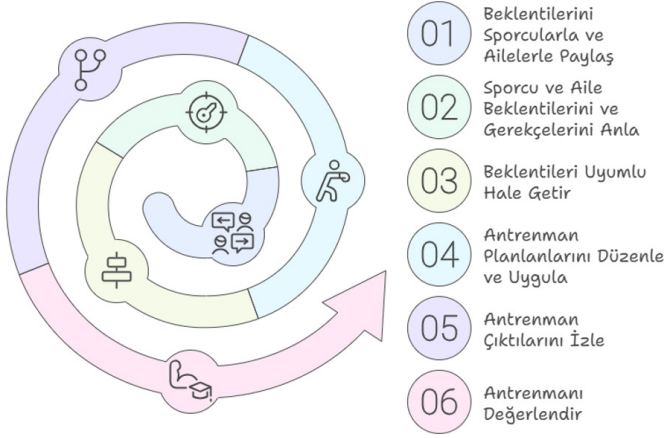 01
Beklentilerini
Sporcularla ve
Ailelerle Paylaş
02
Sporcu ve Aile
Beklentilerini ve
Gerekçelerini Anla
03
Beklentileri Uyumlu
Hale Getir
04
Antrenman
Planlanlarını Düzenle
ve Uygula
05
Antrenman
Çıktılarını İzle
06
Antrenmanı
Değerlendir